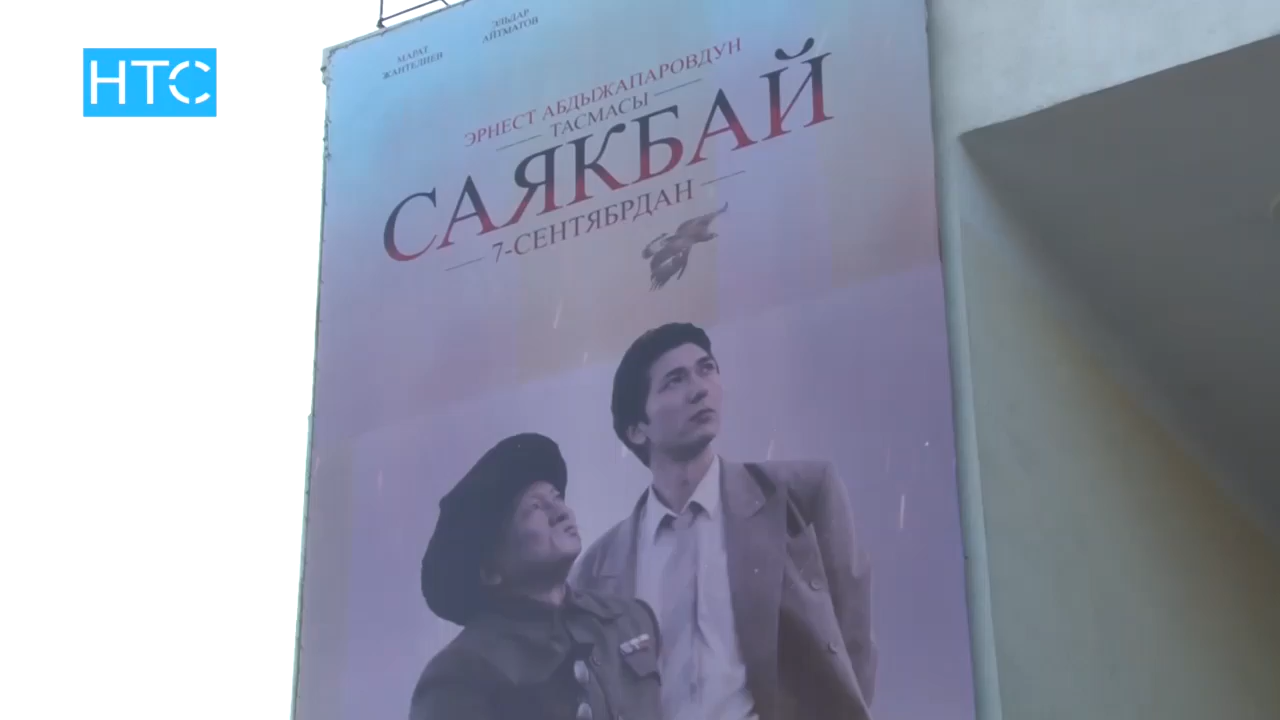 НТС
МАРАТ
ЖАНТЕЛИЕВ
ЭЛЬДАР
АЙТМАТОВ
ЭРНЕСТ АБДЫЖАПАРОВДУН
ТАСМАСЫ
САЯКБАЙ
7-СЕНТЯБРДАН